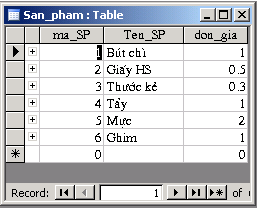 San_pham : Table
ma_SP Ten_SP don_gia
1 Bút chì 1
2 Giấy HS 0.5
3 Thước kẻ 0.3
4 Tẩy 1
5 Mực 2
6 Ghim 1
0 0
Record: 1 of